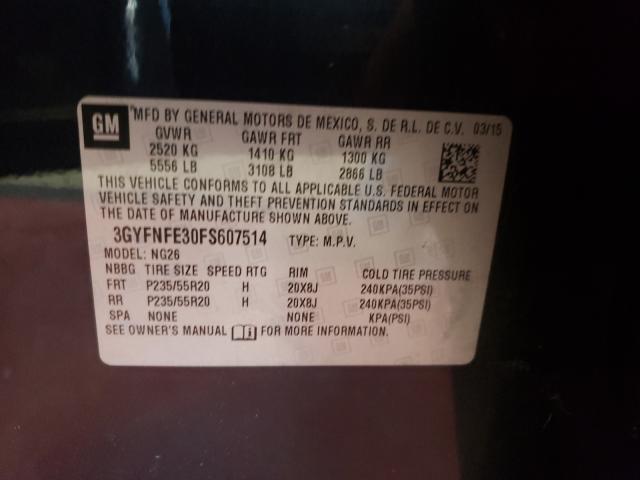 GM
MFD BY GENERAL MOTORS DE MEXICO, S. DE R.L. DE C.V. 03/15
GVWR GAWR FRT GAWR RR
2520 KG 1410 KG 1300 KG
5556 LB 3108 LB 2866 LB
THIS VEHICLE CONFORMS TO ALL APPLICABLE U.S. FEDERAL MOTOR
VEHICLE SAFETY AND THEFT PREVENTION STANDARDS IN EFFECT ON
THE DATE OF MANUFACTURE SHOWN ABOVE.
3GYFNFE30FS607514 TYPE: M.P.V.
MODEL: NG26
NBBG TIRE SIZE SPEED RTG RIM COLD TIRE PRESSURE
FRT P235/55R20 H 20X8J 240KPA(35PSI)
RR P235/55R20 H 20X8J 240KPA(35PSI)
SPA NONE NONE KPA(PSI)
SEE OWNER'S MANUAL FOR MORE INFORMATION.